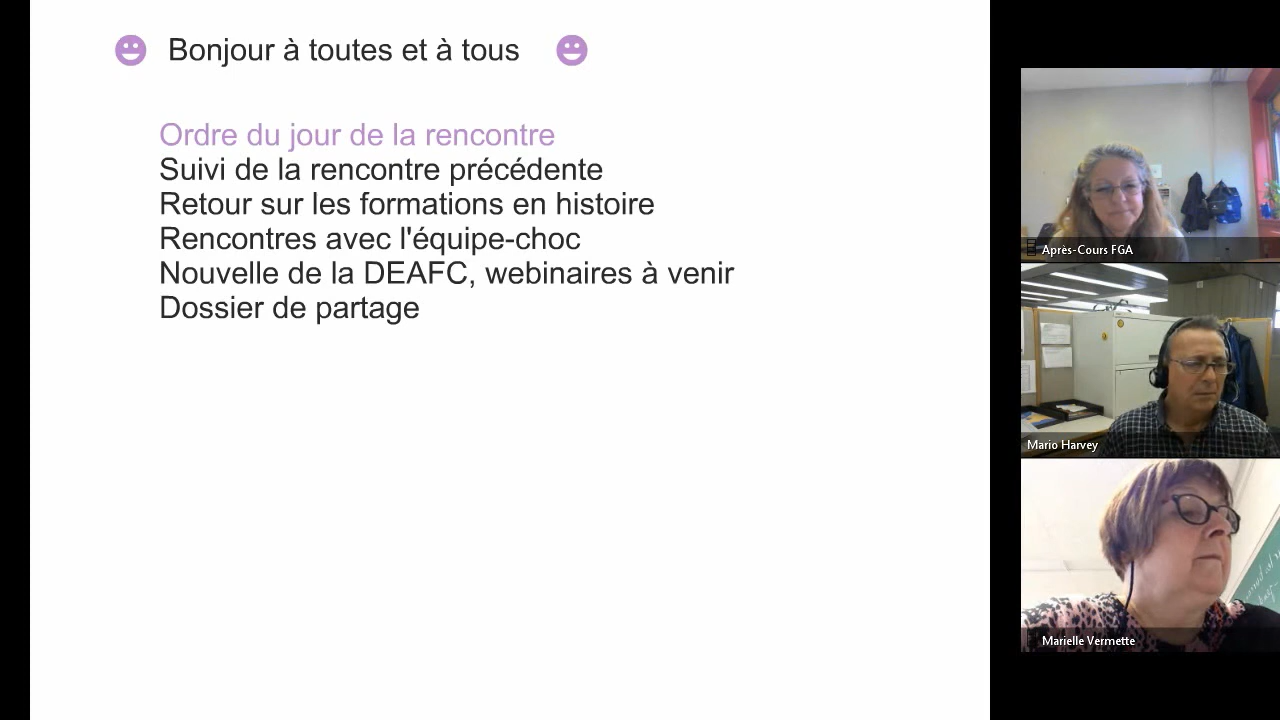 Bonjour à toutes et à tous
Ordre du jour de la rencontre
Suivi de la rencontre précédente
Retour sur les formations en histoire
Rencontres avec l'équipe-choc
Nouvelle de la DEAFC, webinaires à venir
Dossier de partage
Après-Cours FGA
Mario Harvey
Marielle Vermette